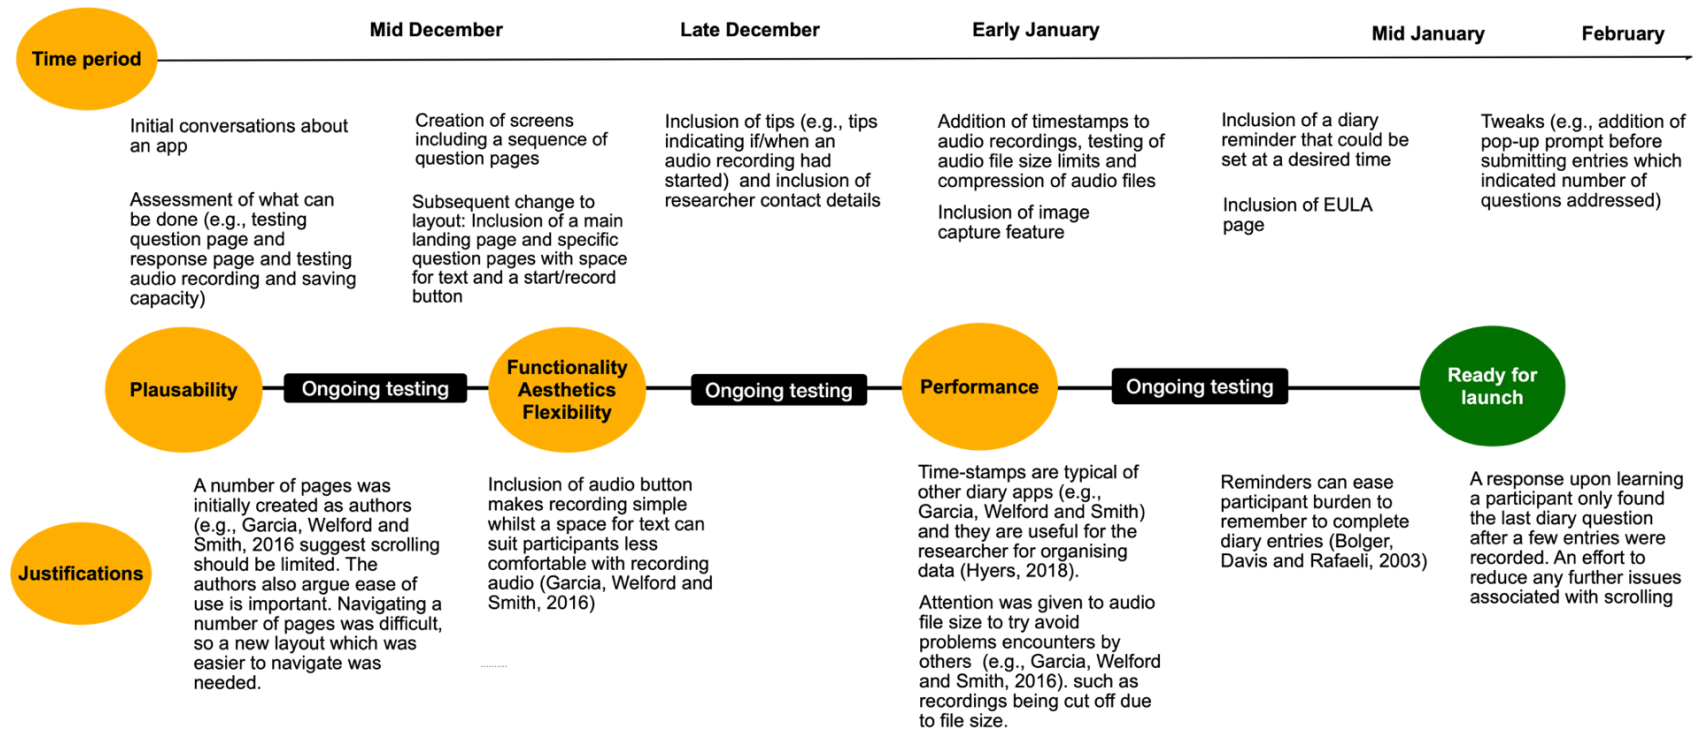 Time period
Mid December
Late December
Early January
Mid January
February
Initial conversations about
an app
Assessment of what can
be done (e.g., testing
question page and
response page and testing
audio recording and saving
capacity)
Creation of screens
including a sequence of
question pages
Subsequent change to
layout: Inclusion of a main
landing page and specific
question pages with space
for text and a start/record
button
Inclusion of tips (e.g., tips
indicating if/when an
audio recording had
started)  and inclusion of
researcher contact details
Addition of timestamps to
audio recordings, testing of
audio file size limits and
compression of audio files
Inclusion of image
capture feature
Inclusion of a diary
reminder that could be
set at a desired time
Inclusion of EULA
page
Tweaks (e.g., addition of
pop-up prompt before
submitting entries which
indicated number of
questions addressed)
Plausability
Ongoing testing
Functionality
Aesthetics
Flexibility
Ongoing testing
Performance
Ongoing testing
Ready for
launch
Justifications
A number of pages was
initially created as authors
(e.g., Garcia, Welford and
Smith, 2016 suggest scrolling
should be limited. The
authors also argue ease of
use is important. Navigating a
number of pages was difficult,
so a new layout which was
easier to navigate was
needed.
Inclusion of audio button
makes recording simple
whilst a space for text can
suit participants less
comfortable with recording
audio (Garcia, Welford and
Smith, 2016)
..........
Time-stamps are typical of
other diary apps (e.g.,
Garcia, Welford and Smith)
and they are useful for the
researcher for organising
data (Hyers, 2018).
Attention was given to audio
file size to try avoid
problems encounters by
others  (e.g., Garcia, Welford
and Smith, 2016). such as
recordings being cut off due
to file size.
Reminders can ease
participant burden to
remember to complete
diary entries (Bolger,
Davis and Rafaeli, 2003)
A response upon learning
a participant only found
the last diary question
after a few entries were
recorded. An effort to
reduce any further issues
associated with scrolling